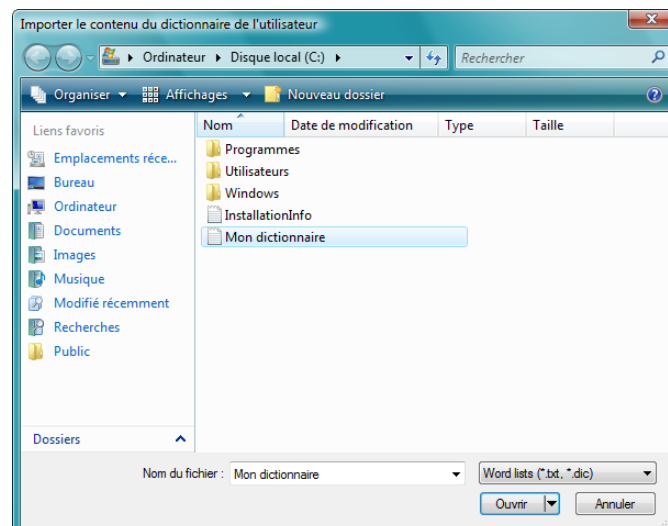 Importer le contenu du dictionnaire de l'utilisateur
Ordinateur Disque local (C:) Rechercher
Organiser Affichages Nouveau dossier
Liens favoris
Emplacements réce...
Bureau
Ordinateur
Documents
Images
Musique
Modifié récemment
Recherches
Public
Dossiers
Nom Date de modification Type Taille
Programmes
Utilisateurs
Windows
InstallationInfo
Mon dictionnaire
Nom du fichier : Mon dictionnaire Word lists (*.txt, *.dic)
Ouvrir Annuler